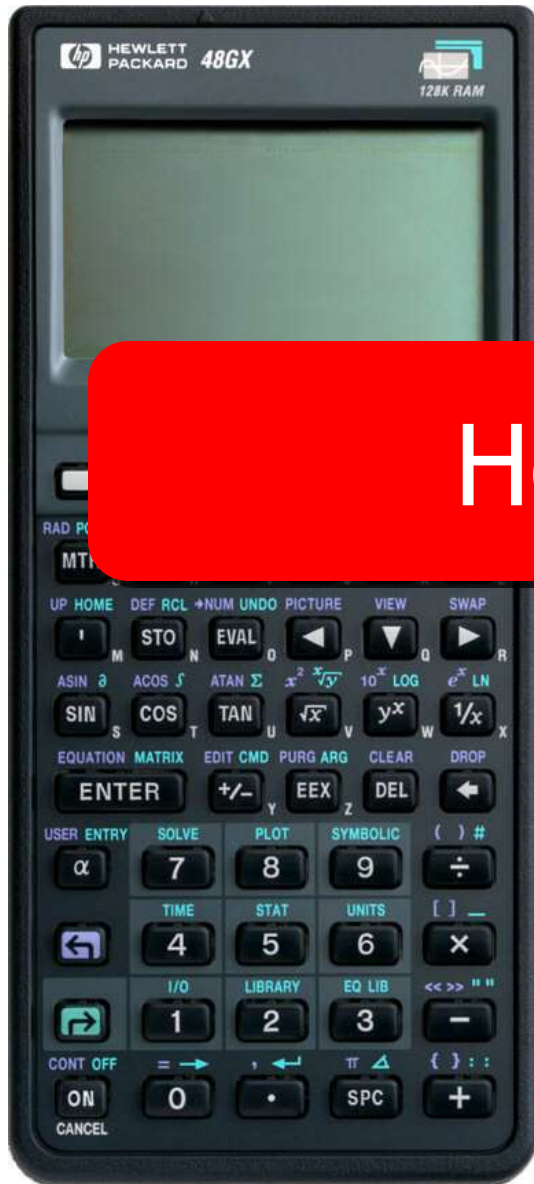 hp HEWLETT PACKARD 48GX
128K RAM
H
RAD
UP HOME DEF RCL →NUM UNDO PICTURE VIEW SWAP
' M STO N EVAL O ◀ P ▼ Q ▶ R
ASIN ∂ ACOS ∫ ATAN Σ x² ˣ√y 10ˣ LOG eˣ LN
SIN S COS T TAN U √x V yˣ W 1/x X
EQUATION MATRIX EDIT CMD PURG ARG CLEAR DROP
ENTER +/− Y EEX Z DEL ←
USER ENTRY SOLVE PLOT SYMBOLIC ( ) #
α 7 8 9 ÷
TIME STAT UNITS [ ] _
4 5 6 ×
I/O LIBRARY EQ LIB << >> " "
1 2 3 −
CONT OFF = → , ↵ π ∡ { } : :
ON 0 . SPC +
CANCEL